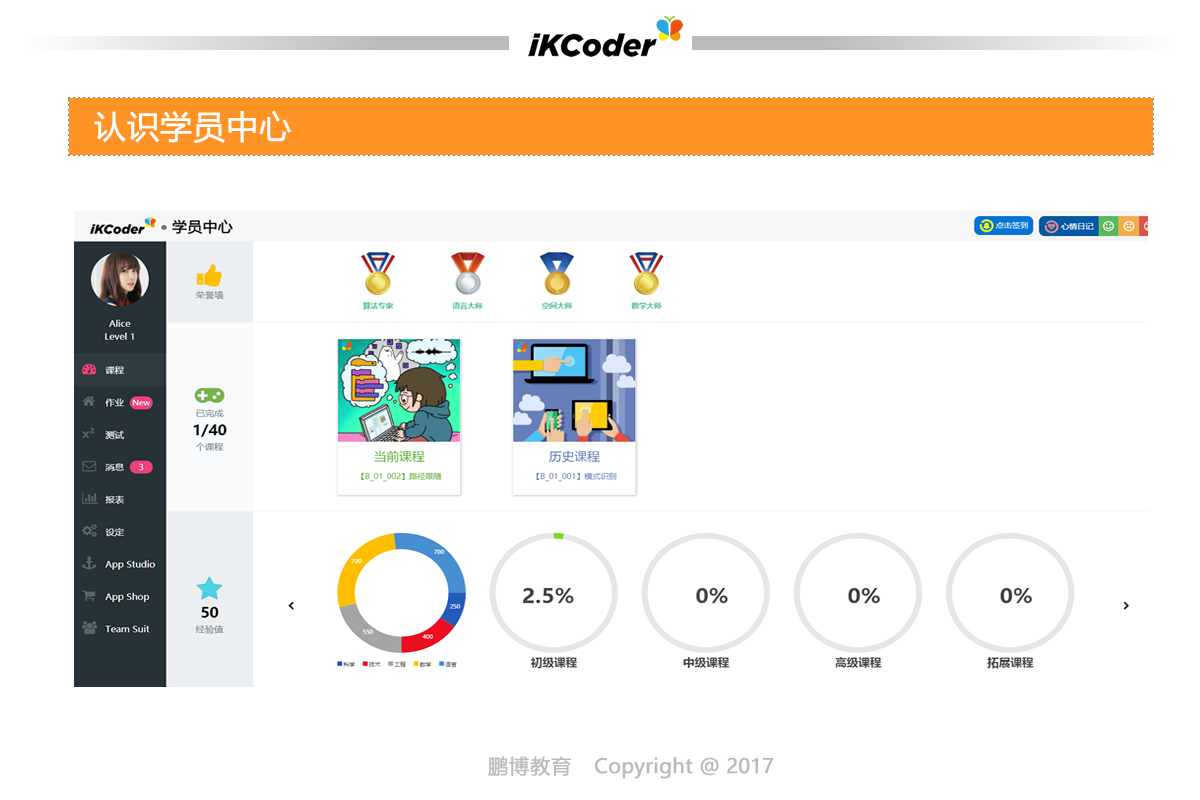 iKCoder
认识学员中心
iKCoder • 学员中心
点击签到
心情日记
Alice
Level 1
课程
作业 New
测试
消息 3
报表
设定
App Studio
App Shop
Team Suit
荣誉墙
算法专家
语言大师
空间大师
数学大师
已完成
1/40
个课程
当前课程
【B_01_002】路径跟随
历史课程
【B_01_001】模式识别
50
经验值
700
700
250
550
400
科学 技术 工程 数学 语言
2.5%
初级课程
0%
中级课程
0%
高级课程
0%
拓展课程
鹏博教育 Copyright @ 2017